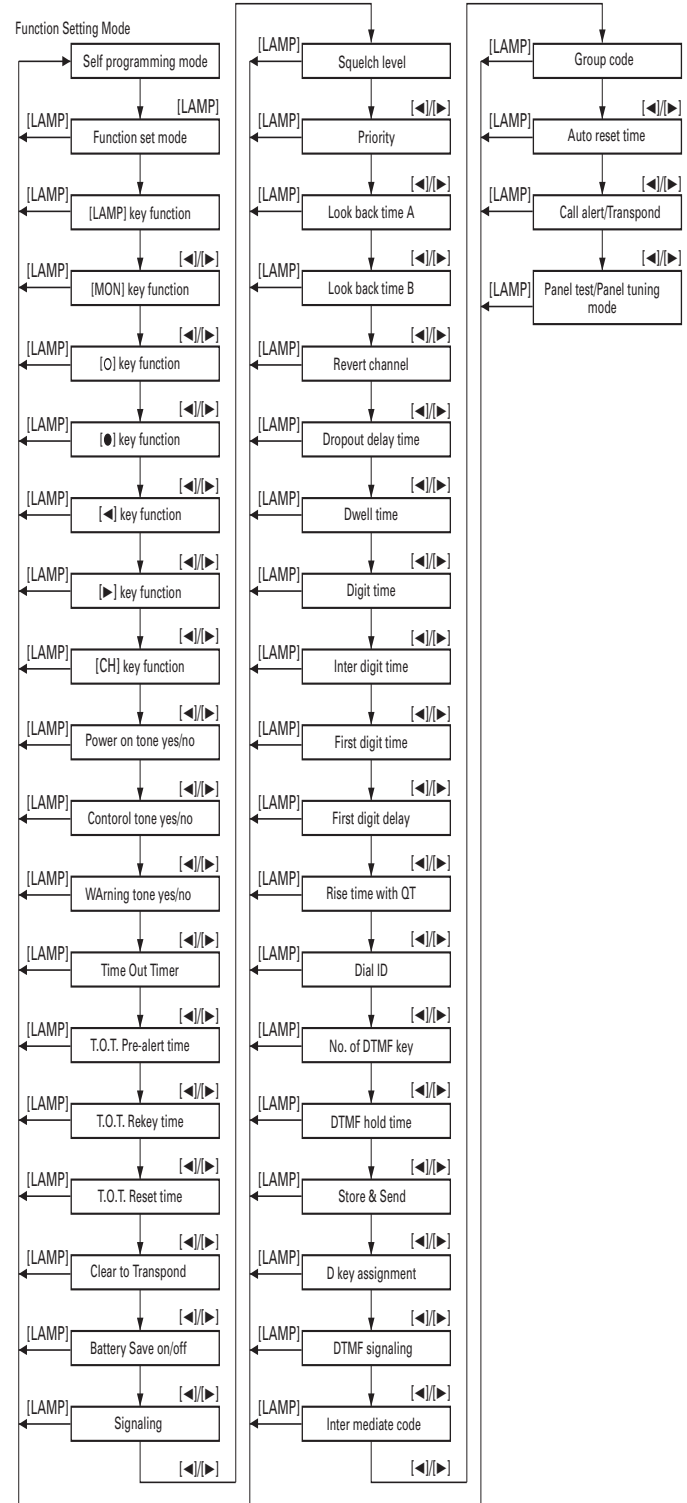 Function Setting Mode
Self programming mode
[LAMP]
[LAMP]
Function set mode
[LAMP]
[LAMP] key function
[◀]/[▶]
[LAMP]
[MON] key function
[◀]/[▶]
[LAMP]
[○] key function
[◀]/[▶]
[LAMP]
[●] key function
[◀]/[▶]
[LAMP]
[◀] key function
[◀]/[▶]
[LAMP]
[▶] key function
[◀]/[▶]
[LAMP]
[CH] key function
[◀]/[▶]
[LAMP]
Power on tone yes/no
[◀]/[▶]
[LAMP]
Contorol tone yes/no
[◀]/[▶]
[LAMP]
WArning tone yes/no
[◀]/[▶]
[LAMP]
Time Out Timer
[◀]/[▶]
[LAMP]
T.O.T. Pre-alert time
[◀]/[▶]
[LAMP]
T.O.T. Rekey time
[◀]/[▶]
[LAMP]
T.O.T. Reset time
[◀]/[▶]
[LAMP]
Clear to Transpond
[◀]/[▶]
[LAMP]
Battery Save on/off
[◀]/[▶]
[LAMP]
Signaling
[◀]/[▶]
[LAMP]
Squelch level
[◀]/[▶]
[LAMP]
Priority
[◀]/[▶]
[LAMP]
Look back time A
[◀]/[▶]
[LAMP]
Look back time B
[◀]/[▶]
[LAMP]
Revert channel
[◀]/[▶]
[LAMP]
Dropout delay time
[◀]/[▶]
[LAMP]
Dwell time
[◀]/[▶]
[LAMP]
Digit time
[◀]/[▶]
[LAMP]
Inter digit time
[◀]/[▶]
[LAMP]
First digit time
[◀]/[▶]
[LAMP]
First digit delay
[◀]/[▶]
[LAMP]
Rise time with QT
[◀]/[▶]
[LAMP]
Dial ID
[◀]/[▶]
[LAMP]
No. of DTMF key
[◀]/[▶]
[LAMP]
DTMF hold time
[◀]/[▶]
[LAMP]
Store & Send
[◀]/[▶]
[LAMP]
D key assignment
[◀]/[▶]
[LAMP]
DTMF signaling
[◀]/[▶]
[LAMP]
Inter mediate code
[◀]/[▶]
[LAMP]
Group code
[◀]/[▶]
[LAMP]
Auto reset time
[◀]/[▶]
[LAMP]
Call alert/Transpond
[◀]/[▶]
[LAMP]
Panel test/Panel tuning
mode